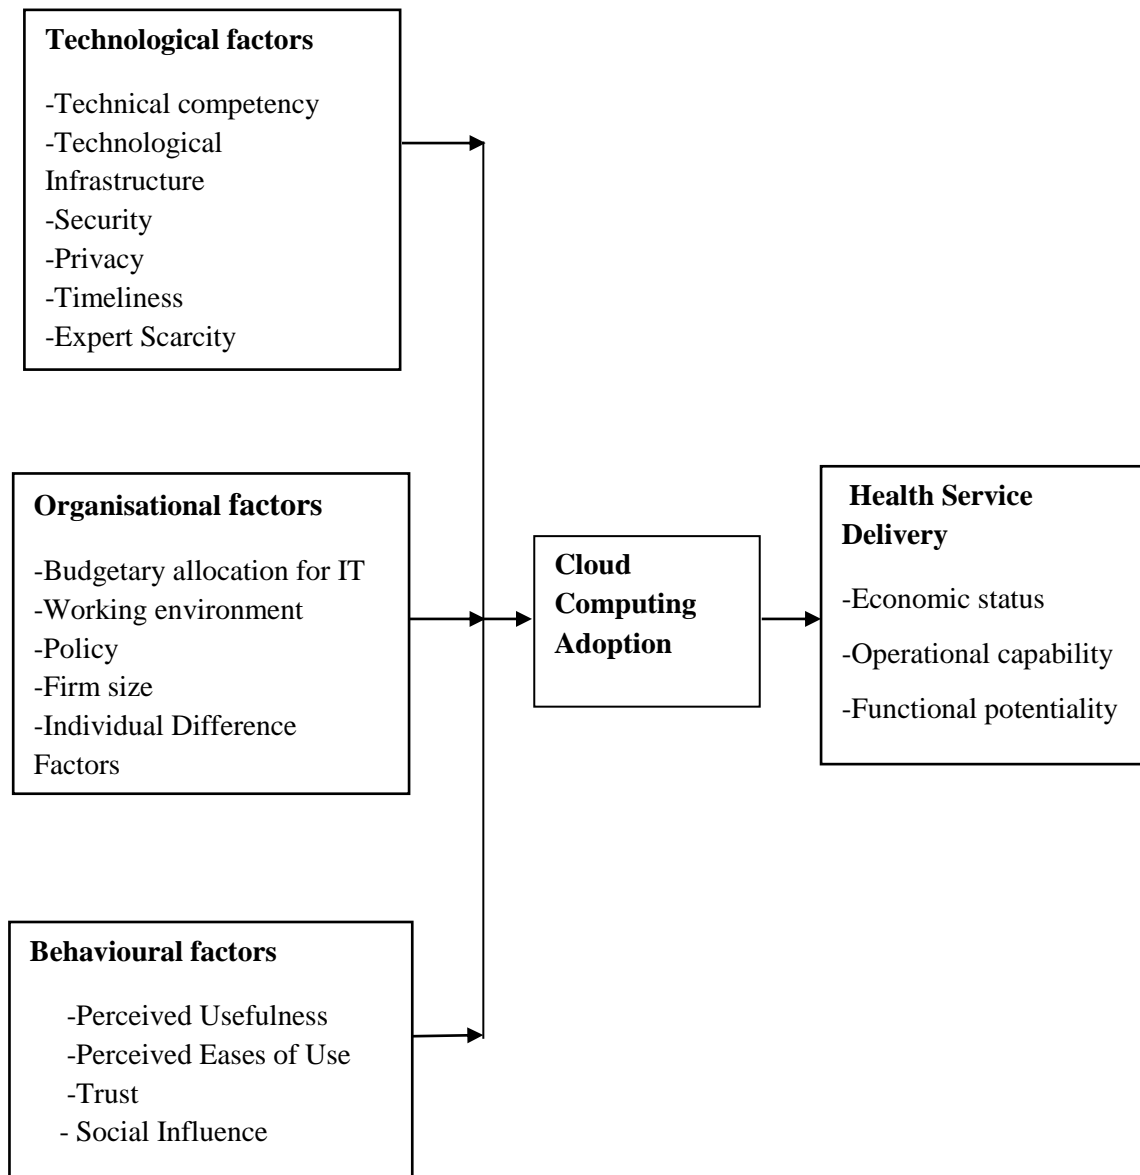 Technological factors
-Technical competency
-Technological
Infrastructure
-Security
-Privacy
-Timeliness
-Expert Scarcity
Organisational factors
-Budgetary allocation for IT
-Working environment
-Policy
-Firm size
-Individual Difference
Factors
Behavioural factors
-Perceived Usefulness
-Perceived Eases of Use
-Trust
- Social Influence
Cloud
Computing
Adoption
Health Service
Delivery
-Economic status
-Operational capability
-Functional potentiality